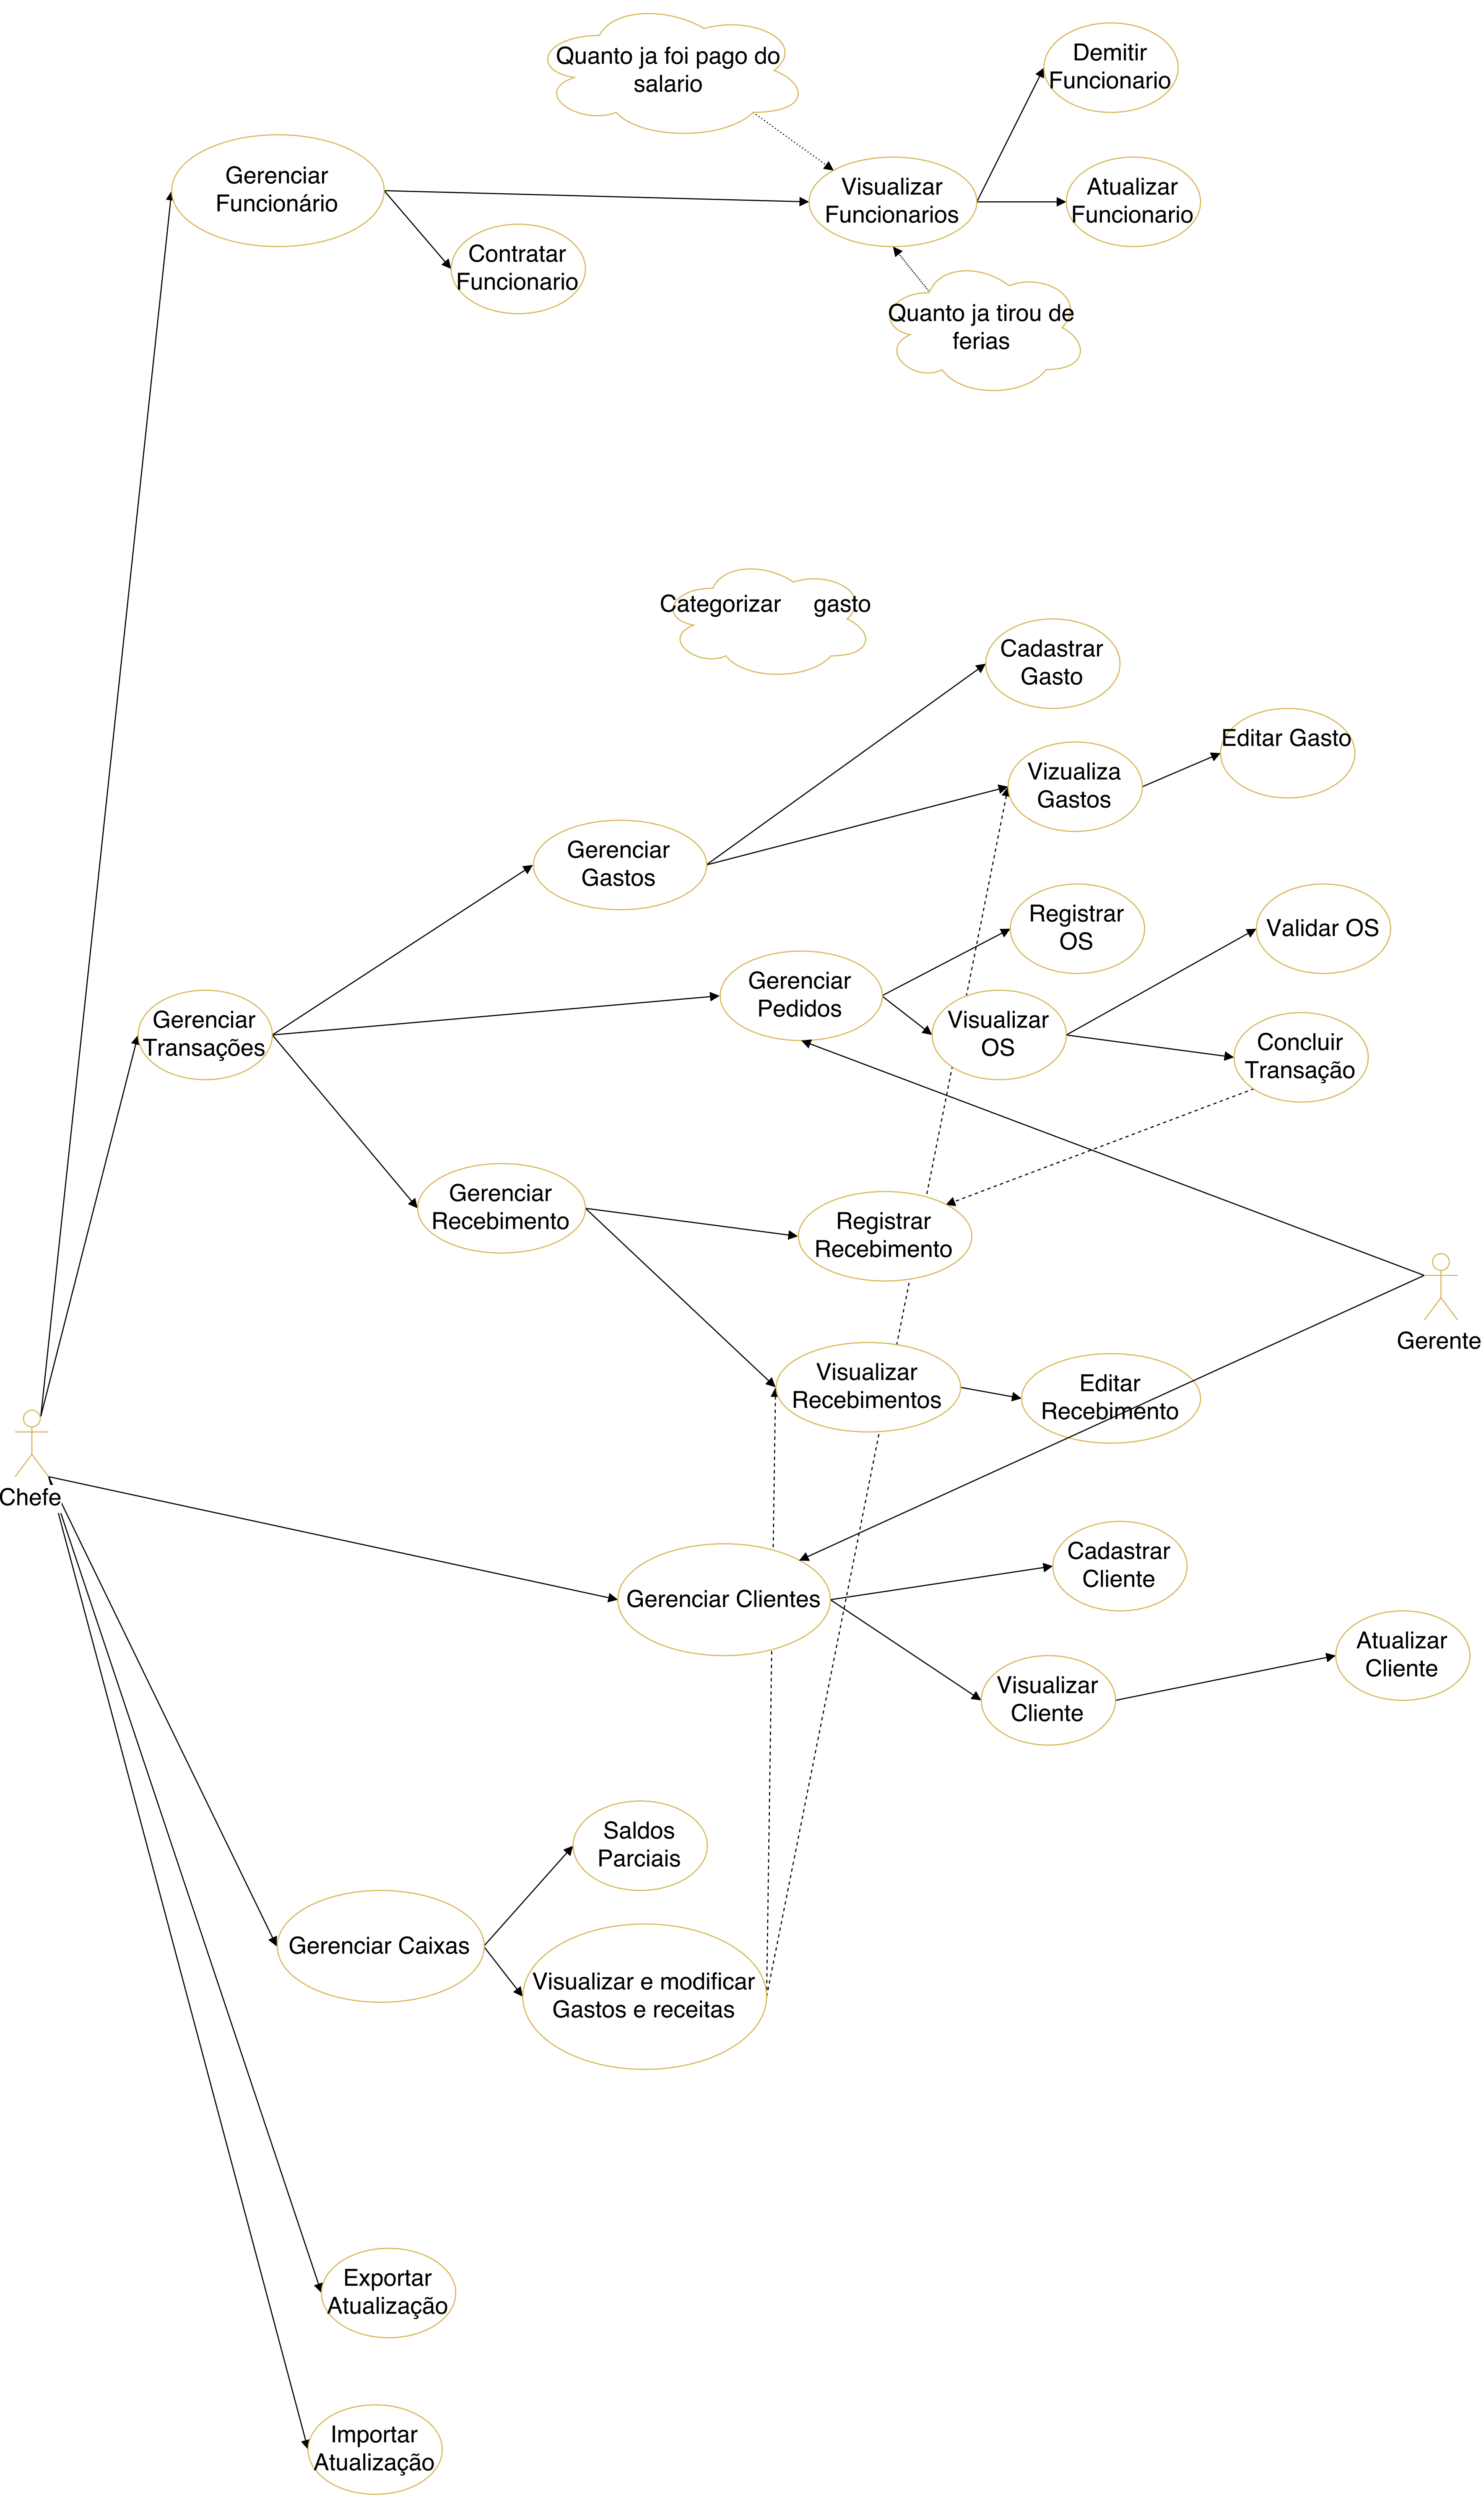 Quanto ja foi pago do
salario
Demitir
Funcionario
Gerenciar
Funcionário
Visualizar
Funcionarios
Atualizar
Funcionario
Contratar
Funcionario
Quanto ja tirou de
ferias
Categorizar gasto
Cadastrar
Gasto
Editar Gasto
Vizualiza
Gastos
Gerenciar
Gastos
Registrar
OS
Validar OS
Gerenciar
Pedidos
Gerenciar
Transações
Visualizar
OS
Concluir
Transação
Gerenciar
Recebimento
Registrar
Recebimento
Gerente
Visualizar
Recebimentos
Editar
Recebimento
Chefe
Gerenciar Clientes
Cadastrar
Cliente
Atualizar
Cliente
Visualizar
Cliente
Saldos
Parciais
Gerenciar Caixas
Visualizar e modificar
Gastos e receitas
Exportar
Atualização
Importar
Atualização